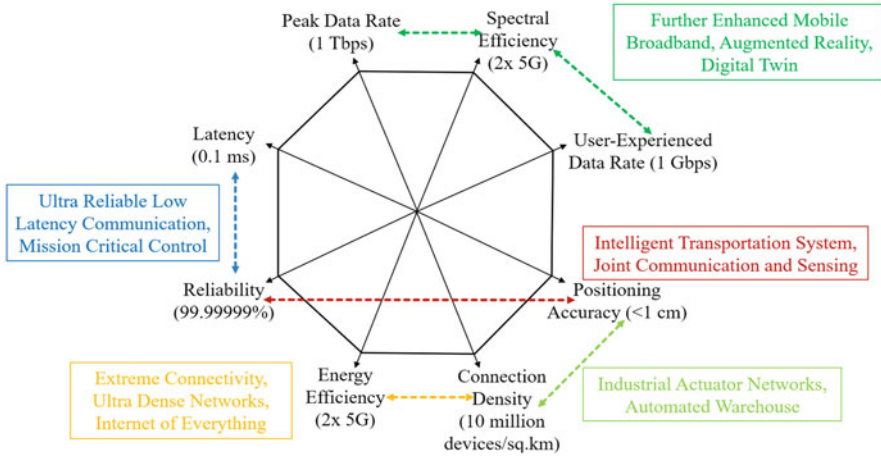 Peak Data Rate
(1 Tbps)
Spectral
Efficiency
(2x 5G)
Further Enhanced Mobile
Broadband, Augmented Reality,
Digital Twin
Latency
(0.1 ms)
User-Experienced
Data Rate (1 Gbps)
Ultra Reliable Low
Latency Communication,
Mission Critical Control
Intelligent Transportation System,
Joint Communication and Sensing
Reliability
(99.99999%)
Positioning
Accuracy (<1 cm)
Extreme Connectivity,
Ultra Dense Networks,
Internet of Everything
Energy
Efficiency
(2x 5G)
Connection
Density
(10 million
devices/sq.km)
Industrial Actuator Networks,
Automated Warehouse